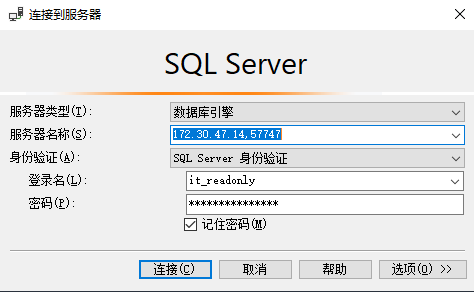 连接到服务器
SQL Server
服务器类型(T): 数据库引擎
服务器名称(S): 172.30.47.14,57747
身份验证(A): SQL Server 身份验证
登录名(L): it_readonly
密码(P): ***************
记住密码(M)
连接(C) 取消 帮助 选项(O) >>